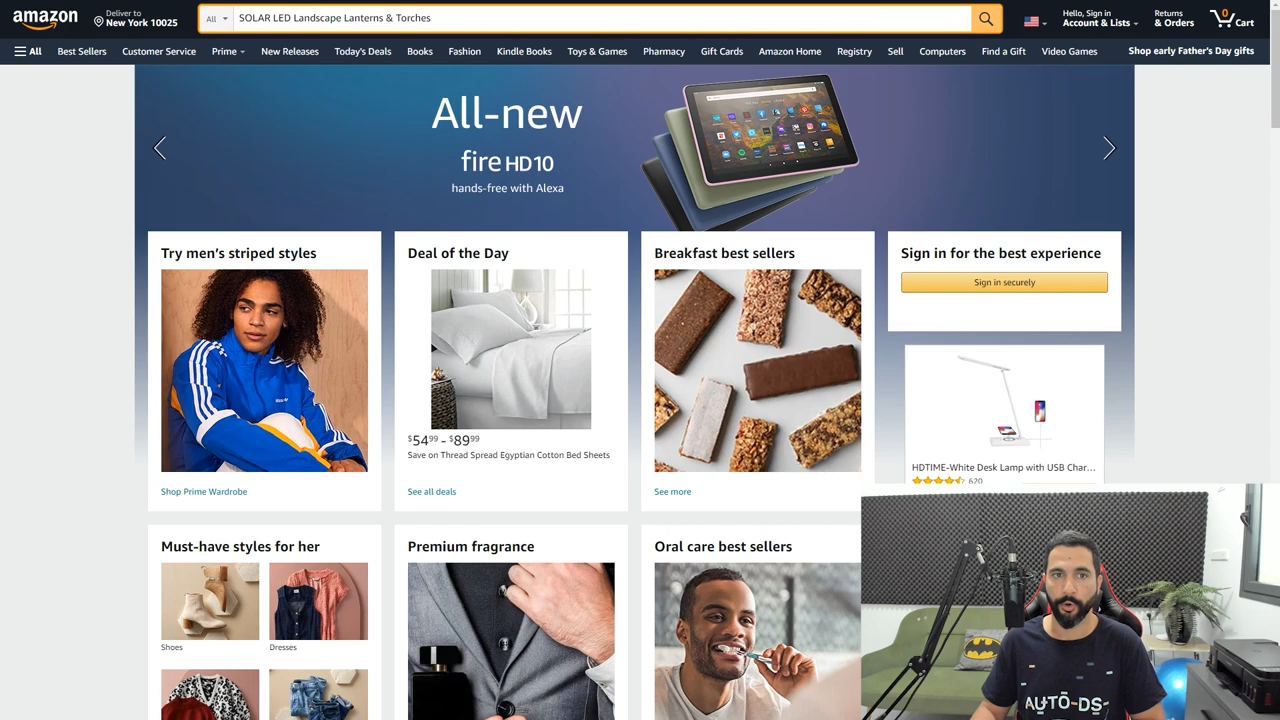 amazon
Deliver to
New York 10025
All
SOLAR LED Landscape Lanterns & Torches
Hello, Sign in
Account & Lists
Returns
& Orders
0
Cart
All
Best Sellers
Customer Service
Prime
New Releases
Today's Deals
Books
Fashion
Kindle Books
Toys & Games
Pharmacy
Gift Cards
Amazon Home
Registry
Sell
Computers
Find a Gift
Video Games
Shop early Father's Day gifts
All-new
fire HD10
hands-free with Alexa
Try men's striped styles
Shop Prime Wardrobe
Deal of the Day
$54.99 - $89.99
Save on Thread Spread Egyptian Cotton Bed Sheets
See all deals
Breakfast best sellers
See more
Sign in for the best experience
Sign in securely
HDTIME-White Desk Lamp with USB Char...
620
Must-have styles for her
Shoes
Dresses
Premium fragrance
Oral care best sellers
AUTŌ-DS